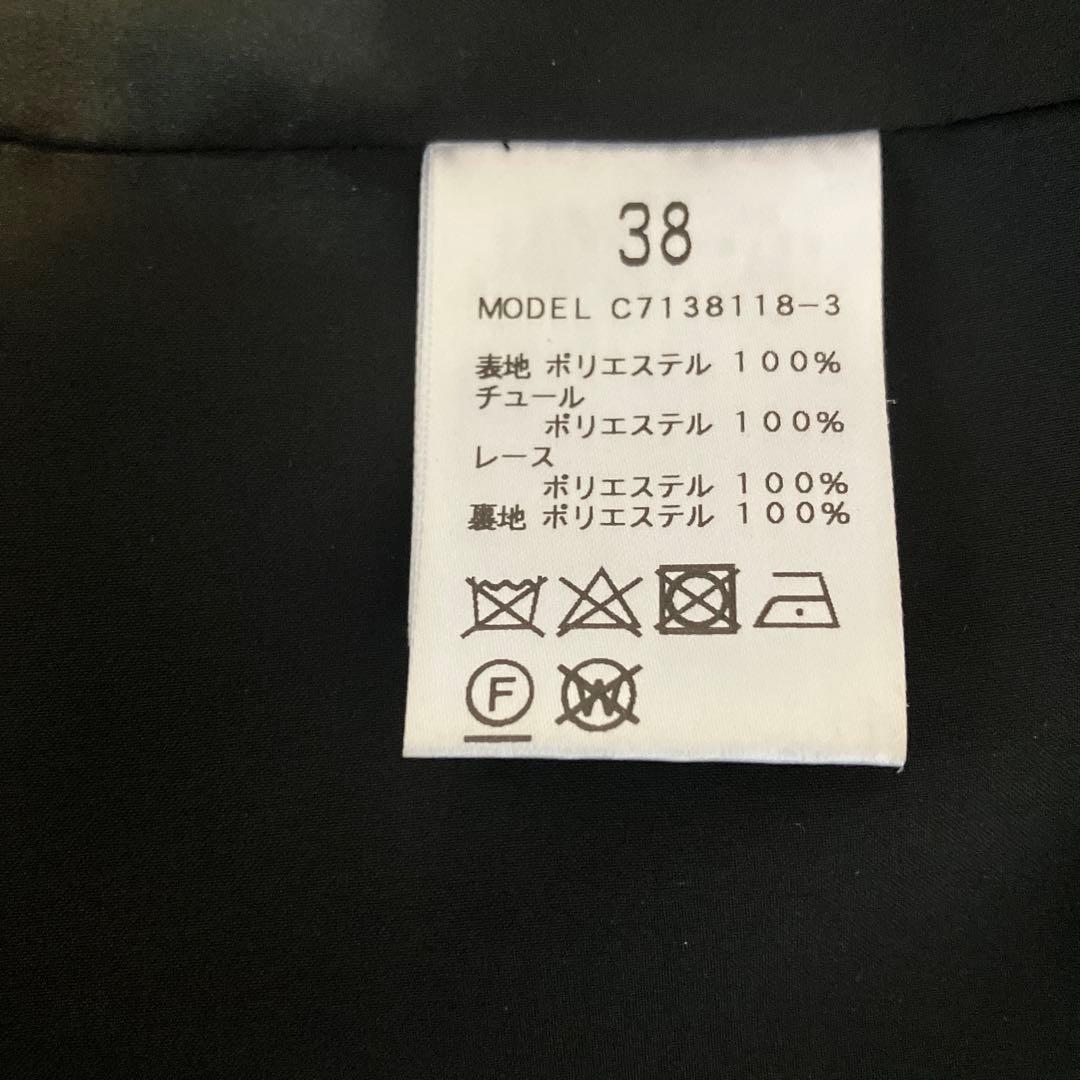 38
MODEL C7138118-3
表地 ポリエステル 100%
チュール
ポリエステル 100%
レース
ポリエステル 100%
裏地 ポリエステル 100%
F W